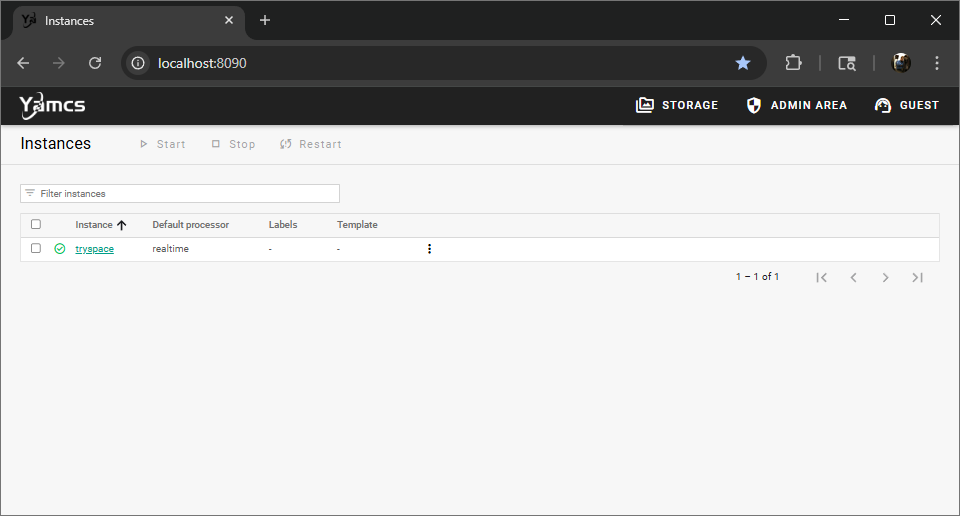 Instances
localhost:8090
Yamcs
STORAGE
ADMIN AREA
GUEST
Instances
Start
Stop
Restart
Filter instances
Instance Default processor Labels Template
tryspace realtime - -
1 – 1 of 1